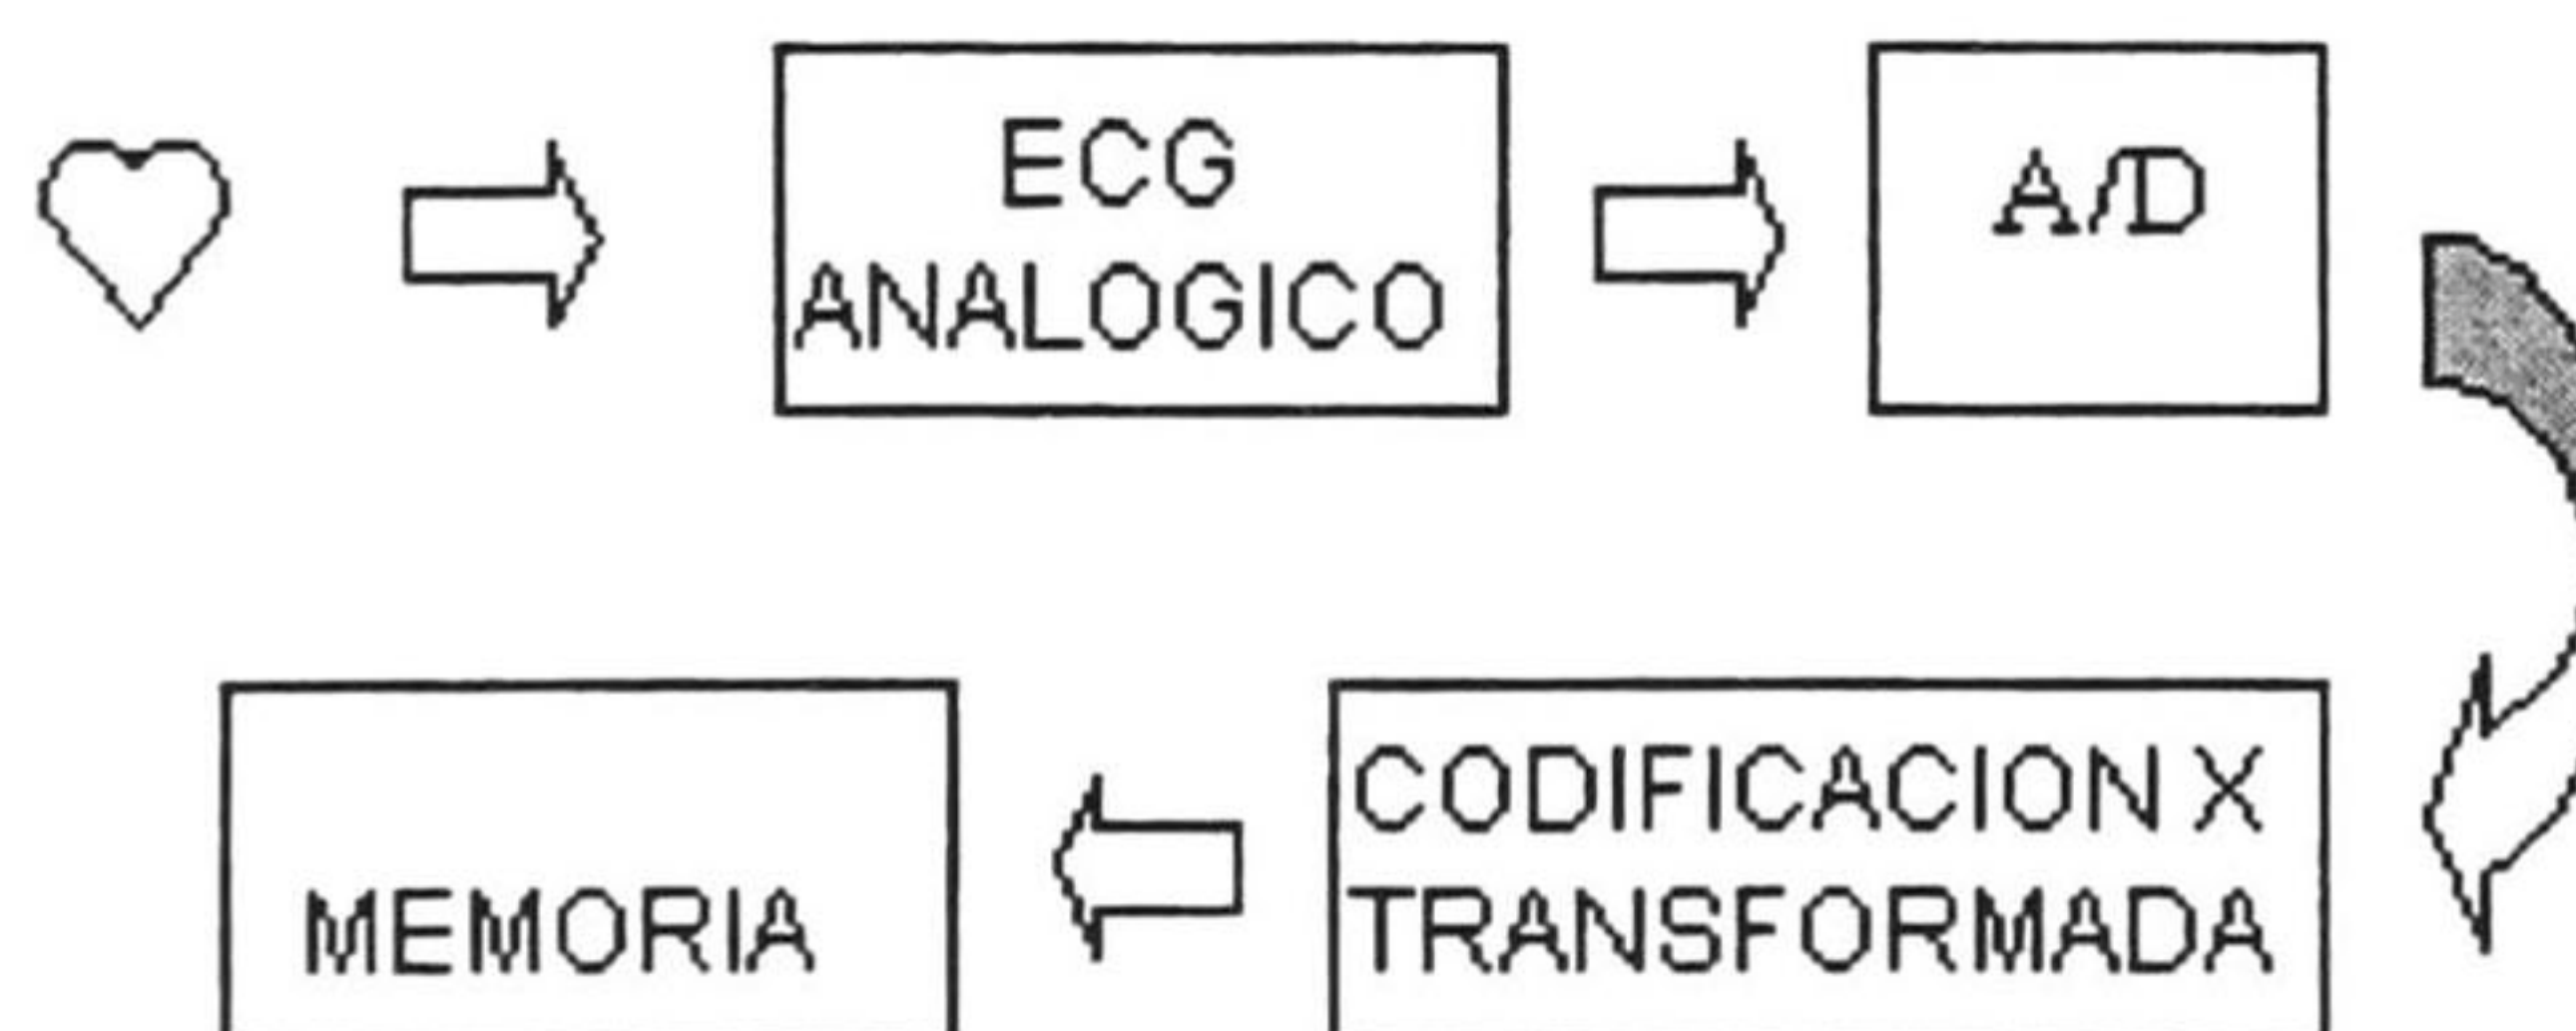 ECG
ANALOGICO
A/D
CODIFICACION X
TRANSFORMADA
MEMORIA